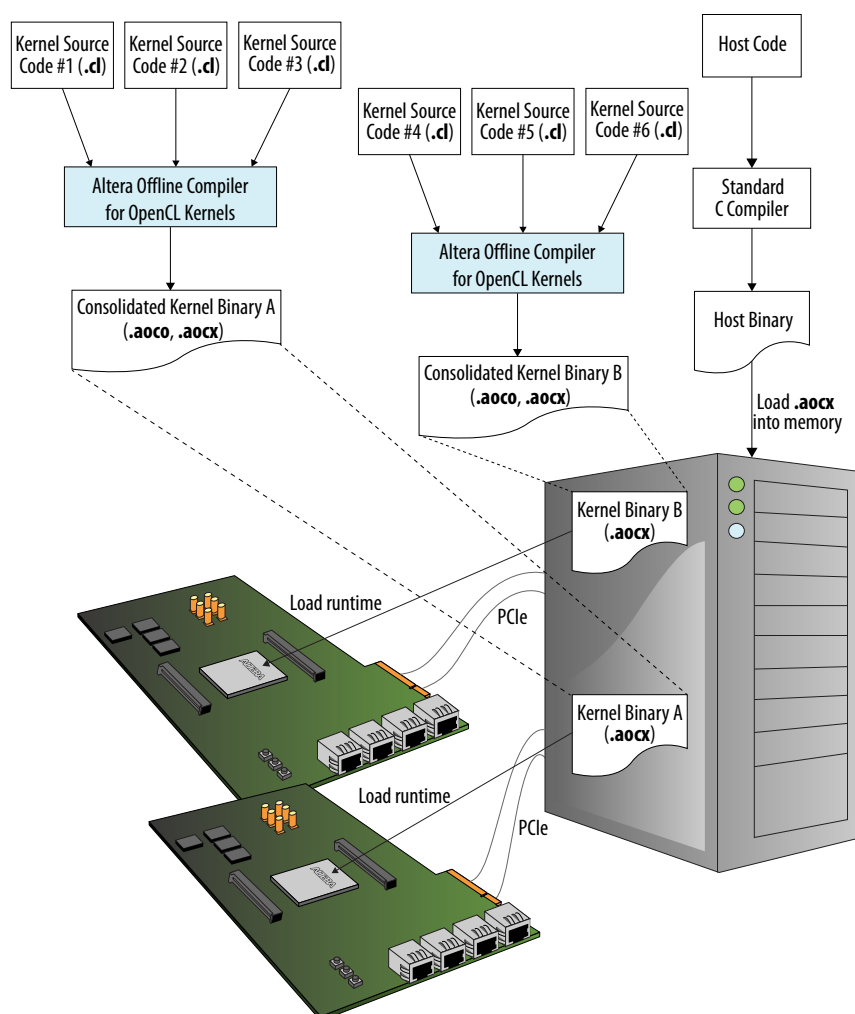 Kernel Source
Code #1 (.cl)
Kernel Source
Code #2 (.cl)
Kernel Source
Code #3 (.cl)
Host Code
Kernel Source
Code #4 (.cl)
Kernel Source
Code #5 (.cl)
Kernel Source
Code #6 (.cl)
Altera Offline Compiler
for OpenCL Kernels
Standard
C Compiler
Altera Offline Compiler
for OpenCL Kernels
Consolidated Kernel Binary A
(.aoco, .aocx)
Host Binary
Consolidated Kernel Binary B
(.aoco, .aocx)
Load .aocx
into memory
Kernel Binary B
(.aocx)
Load runtime
PCIe
ALTERA
Kernel Binary A
(.aocx)
Load runtime
PCIe
ALTERA